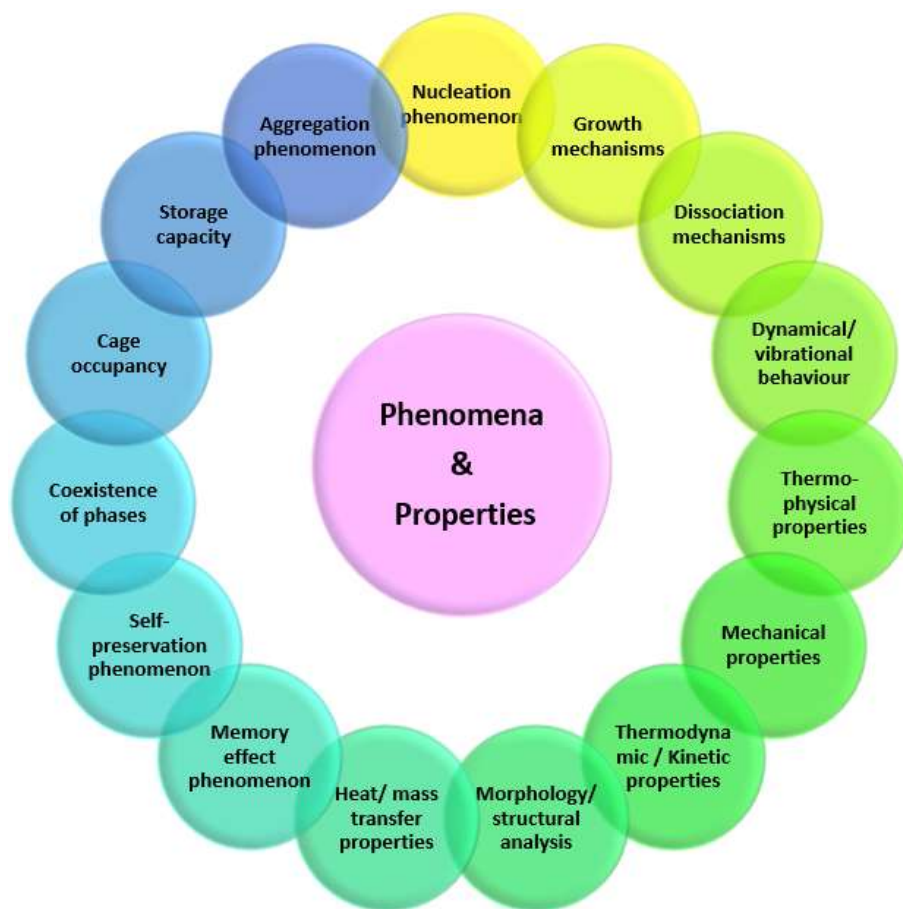 Nucleation
phenomenon
Growth
mechanisms
Dissociation
mechanisms
Dynamical/
vibrational
behaviour
Thermo-
physical
properties
Mechanical
properties
Thermodyna
mic / Kinetic
properties
Morphology/
structural
analysis
Heat/ mass
transfer
properties
Memory
effect
phenomenon
Self-
preservation
phenomenon
Coexistence
of phases
Cage
occupancy
Storage
capacity
Aggregation
phenomenon
Phenomena
&
Properties